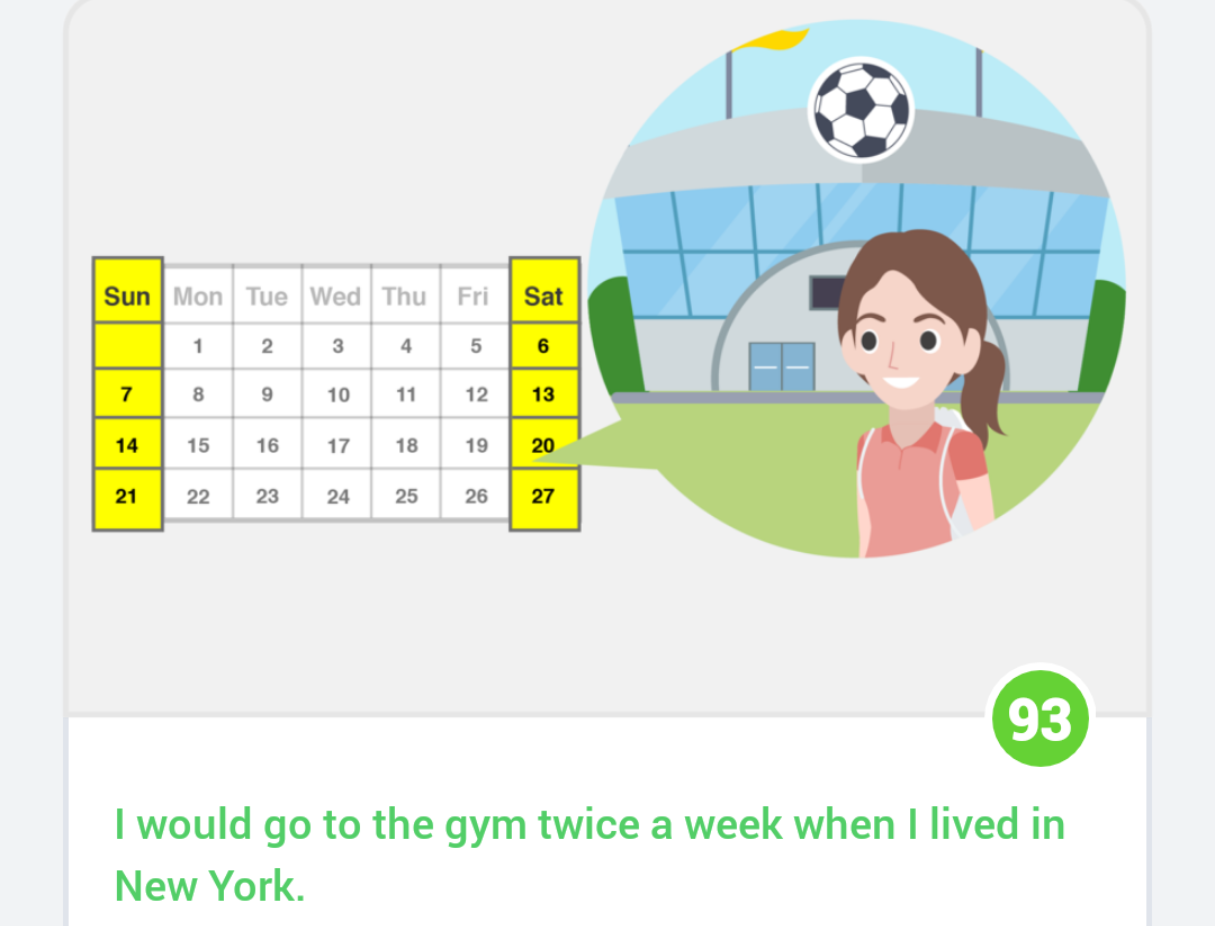 Sun Mon Tue Wed Thu Fri Sat
1 2 3 4 5 6
7 8 9 10 11 12 13
14 15 16 17 18 19 20
21 22 23 24 25 26 27
93
I would go to the gym twice a week when I lived in
New York.